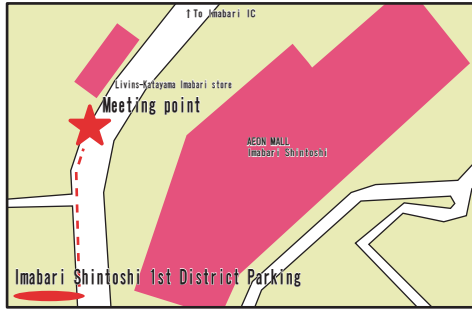 ↑To Imabari IC
Livins-Katayama Imabari store
Meeting point
AEON MALL
Imabari Shintoshi
Imabari Shintoshi 1st District Parking